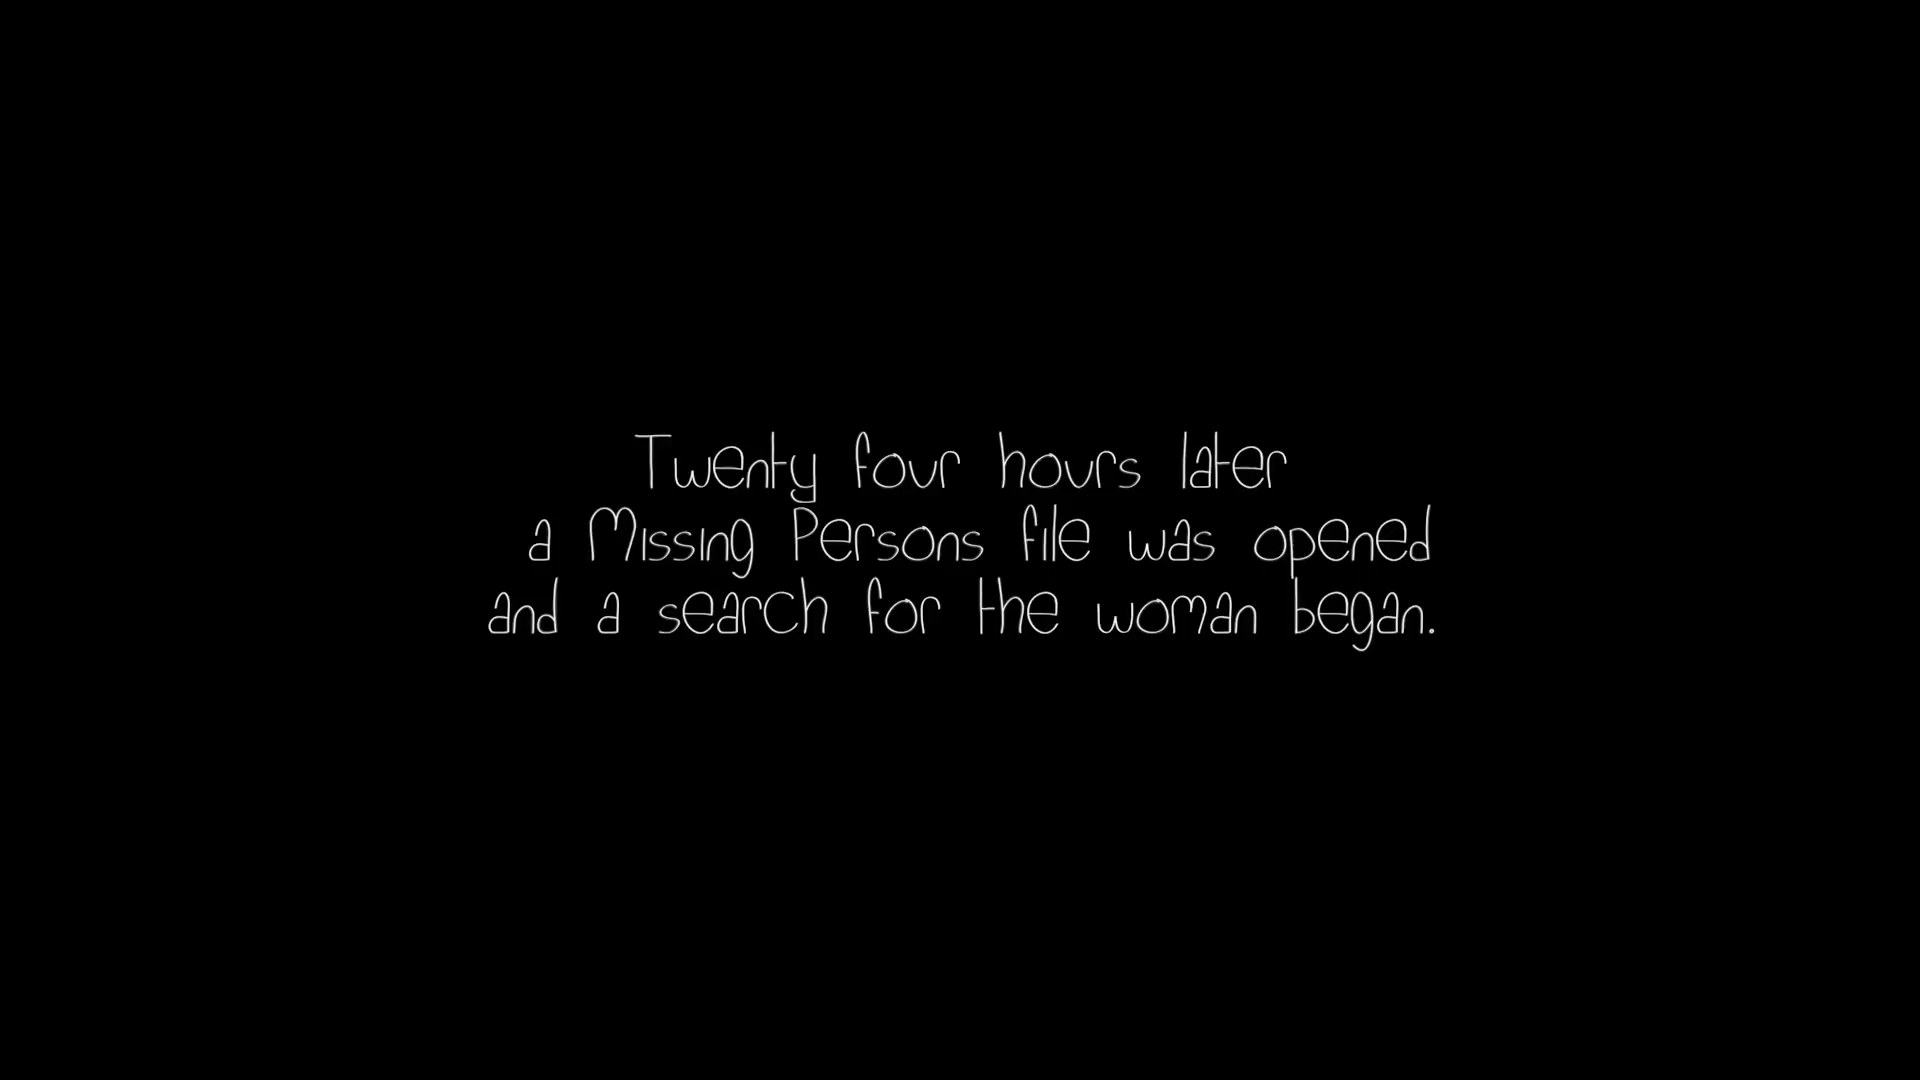 Twenty four hours later
a Missing Persons file was opened
and a search for the woman began.